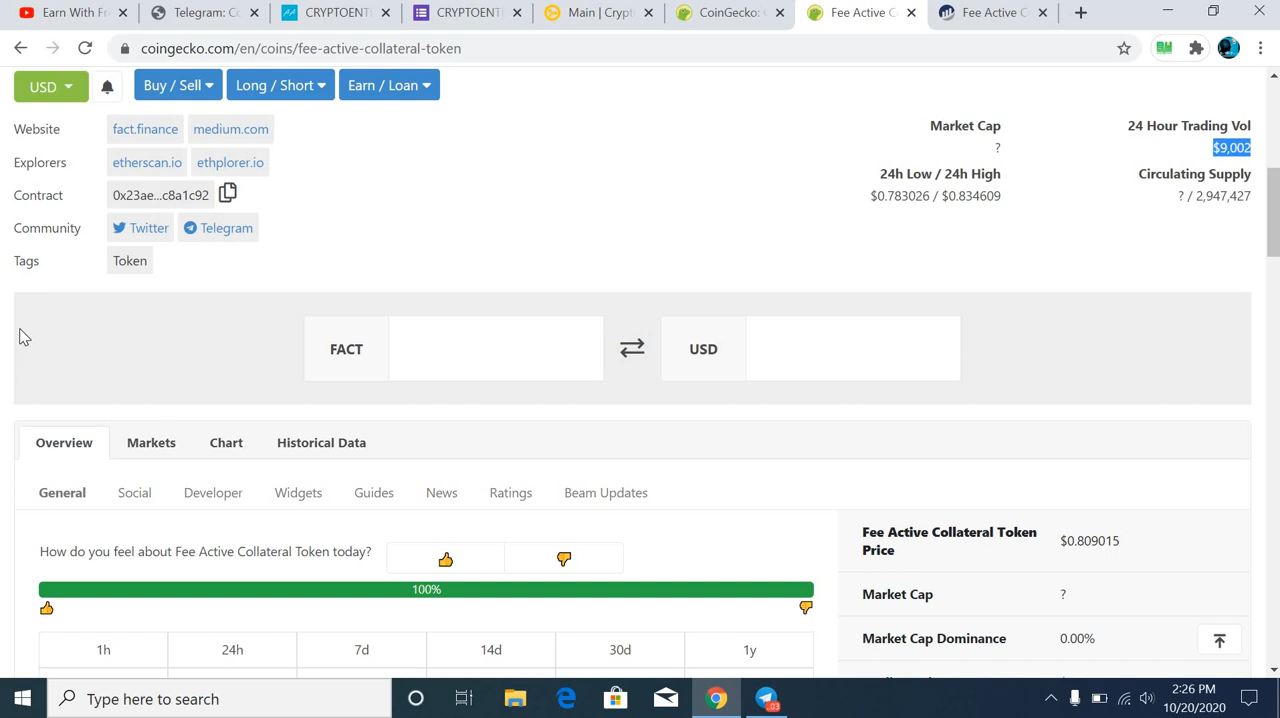 Earn With Fr
Telegram: Co
CRYPTOENT
CRYPTOENT
Main | Crypt
CoinGecko: C
Fee Active C
Fee Active C
coingecko.com/en/coins/fee-active-collateral-token
USD
Buy / Sell
Long / Short
Earn / Loan
Website
fact.finance
medium.com
Market Cap
24 Hour Trading Vol
?
$9,002
Explorers
etherscan.io
ethplorer.io
24h Low / 24h High
Circulating Supply
Contract
0x23ae...c8a1c92
$0.783026 / $0.834609
? / 2,947,427
Community
Twitter
Telegram
Tags
Token
FACT
USD
Overview
Markets
Chart
Historical Data
General
Social
Developer
Widgets
Guides
News
Ratings
Beam Updates
How do you feel about Fee Active Collateral Token today?
100%
Fee Active Collateral Token
Price
$0.809015
Market Cap
?
Market Cap Dominance
0.00%
1h
24h
7d
14d
30d
1y
Type here to search
.03
2:26 PM
10/20/2020